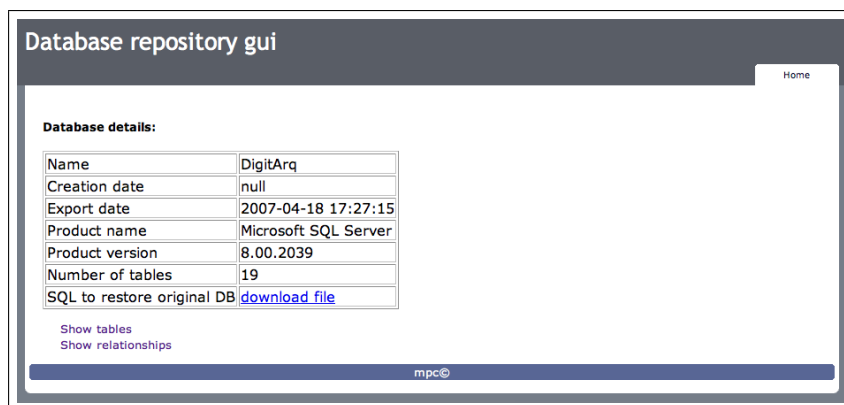 Database repository gui
Home
Database details:
Name DigitArq
Creation date null
Export date 2007-04-18 17:27:15
Product name Microsoft SQL Server
Product version 8.00.2039
Number of tables 19
SQL to restore original DB download file
Show tables
Show relationships
mpc©